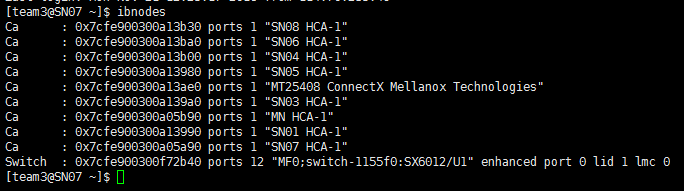 [team3@SN07 ~]$ ibnodes
Ca      : 0x7cfe900300a13b30 ports 1 "SN08 HCA-1"
Ca      : 0x7cfe900300a13ba0 ports 1 "SN06 HCA-1"
Ca      : 0x7cfe900300a13b00 ports 1 "SN04 HCA-1"
Ca      : 0x7cfe900300a13980 ports 1 "SN05 HCA-1"
Ca      : 0x7cfe900300a13ae0 ports 1 "MT25408 ConnectX Mellanox Technologies"
Ca      : 0x7cfe900300a139a0 ports 1 "SN03 HCA-1"
Ca      : 0x7cfe900300a05b90 ports 1 "MN HCA-1"
Ca      : 0x7cfe900300a13990 ports 1 "SN01 HCA-1"
Ca      : 0x7cfe900300a05a90 ports 1 "SN07 HCA-1"
Switch  : 0x7cfe900300f72b40 ports 12 "MF0;switch-1155f0:SX6012/U1" enhanced port 0 lid 1 lmc 0
[team3@SN07 ~]$